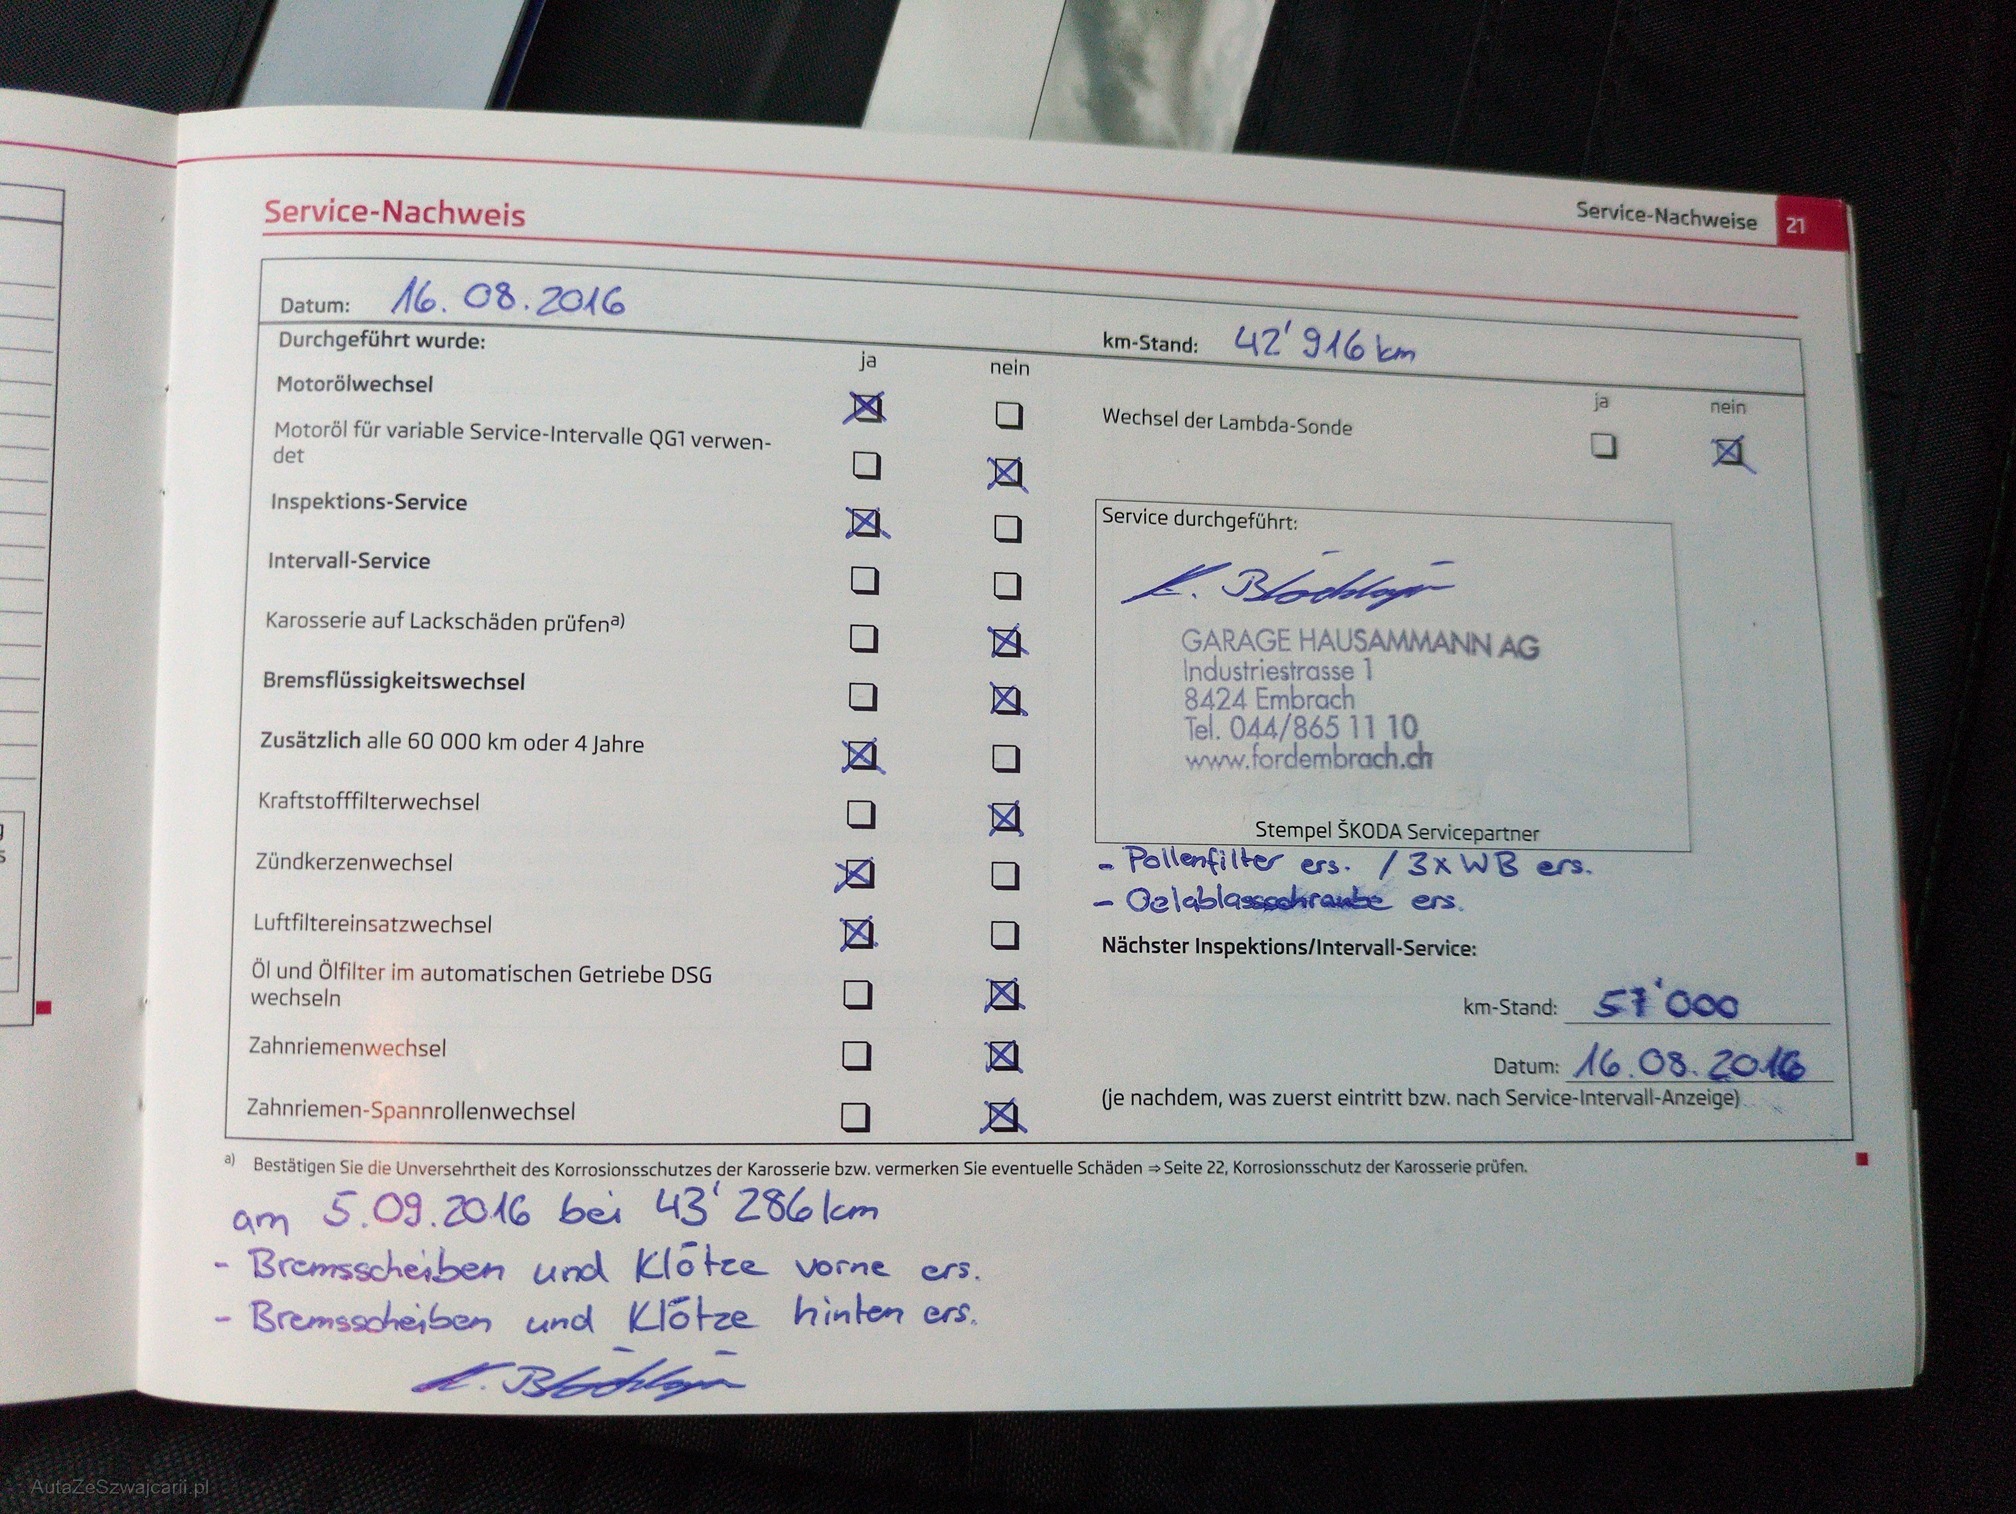 Service-Nachweise 21
Service-Nachweis
Datum: 16.08.2016
km-Stand: 42'916 km
Durchgeführt wurde:
ja nein
Motorölwechsel
Motoröl für variable Service-Intervalle QG1 verwen-
det
Inspektions-Service
Intervall-Service
Karosserie auf Lackschäden prüfena)
Bremsflüssigkeitswechsel
Zusätzlich alle 60 000 km oder 4 Jahre
Kraftstofffilterwechsel
Zündkerzenwechsel
Luftfiltereinsatzwechsel
Öl und Ölfilter im automatischen Getriebe DSG
wechseln
Zahnriemenwechsel
Zahnriemen-Spannrollenwechsel
ja nein
Wechsel der Lambda-Sonde
Service durchgeführt:
GARAGE HAUSAMMANN AG
Industriestrasse 1
8424 Embrach
Tel. 044/865 11 10
www.fordembrach.ch
Stempel ŠKODA Servicepartner
- Pollenfilter ers. / 3x WB ers.
- Oelablassschraube ers.
Nächster Inspektions/Intervall-Service:
km-Stand: 57'000
Datum: 16.08.2016
(je nachdem, was zuerst eintritt bzw. nach Service-Intervall-Anzeige)
a) Bestätigen Sie die Unversehrtheit des Korrosionsschutzes der Karosserie bzw. vermerken Sie eventuelle Schäden ⇒ Seite 22, Korrosionsschutz der Karosserie prüfen.
am 5.09.2016 bei 43'286 km
- Bremsscheiben und Klötze vorne ers.
- Bremsscheiben und Klötze hinten ers.
AutaZeSzwajcarii.pl